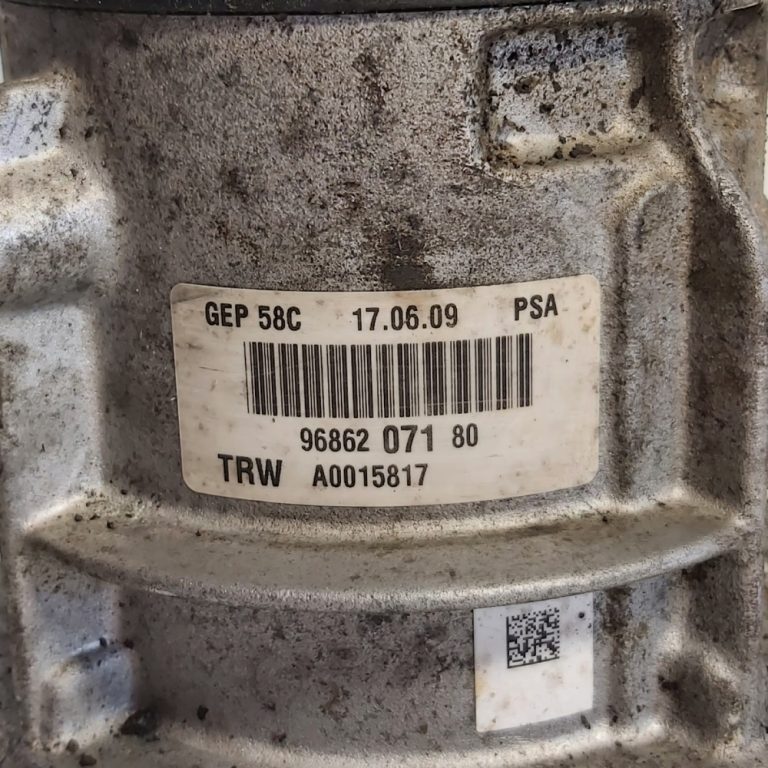 GEP 58C 17.06.09 PSA
96862 071 80
TRW A0015817